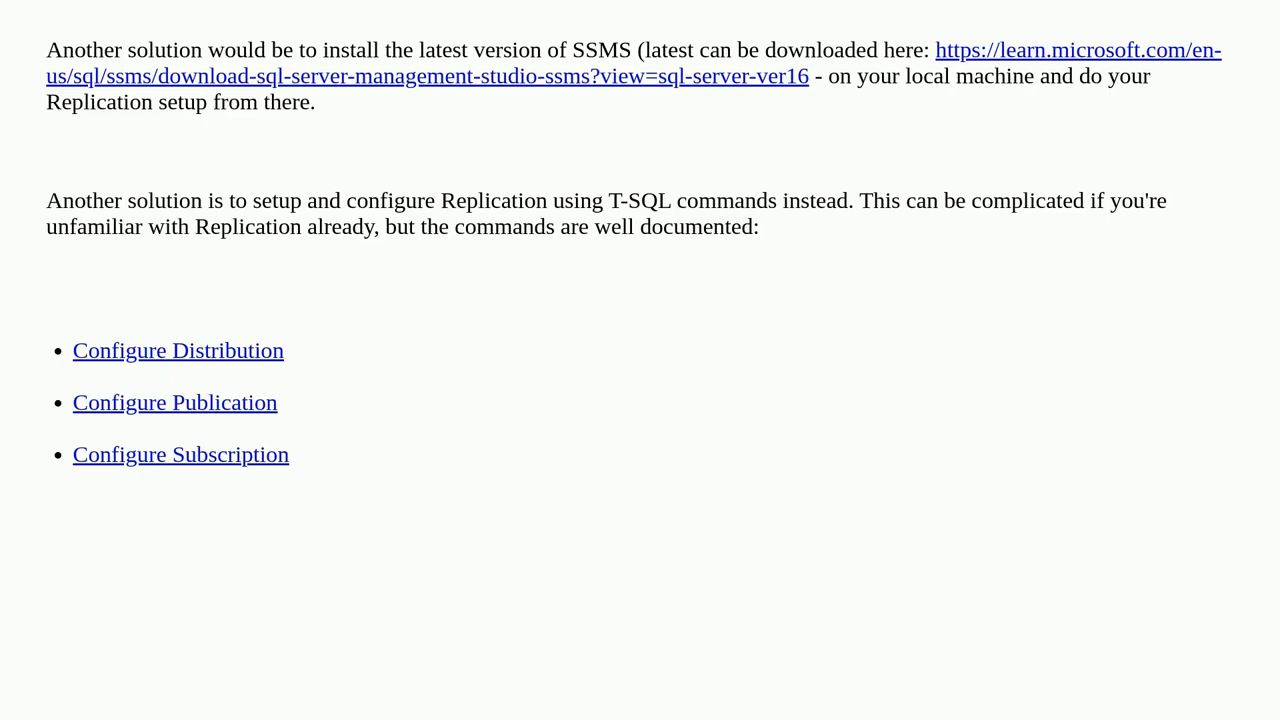 Another solution would be to install the latest version of SSMS (latest can be downloaded here: https://learn.microsoft.com/en-
us/sql/ssms/download-sql-server-management-studio-ssms?view=sql-server-ver16 - on your local machine and do your
Replication setup from there.
Another solution is to setup and configure Replication using T-SQL commands instead. This can be complicated if you're
unfamiliar with Replication already, but the commands are well documented:
• Configure Distribution
• Configure Publication
• Configure Subscription